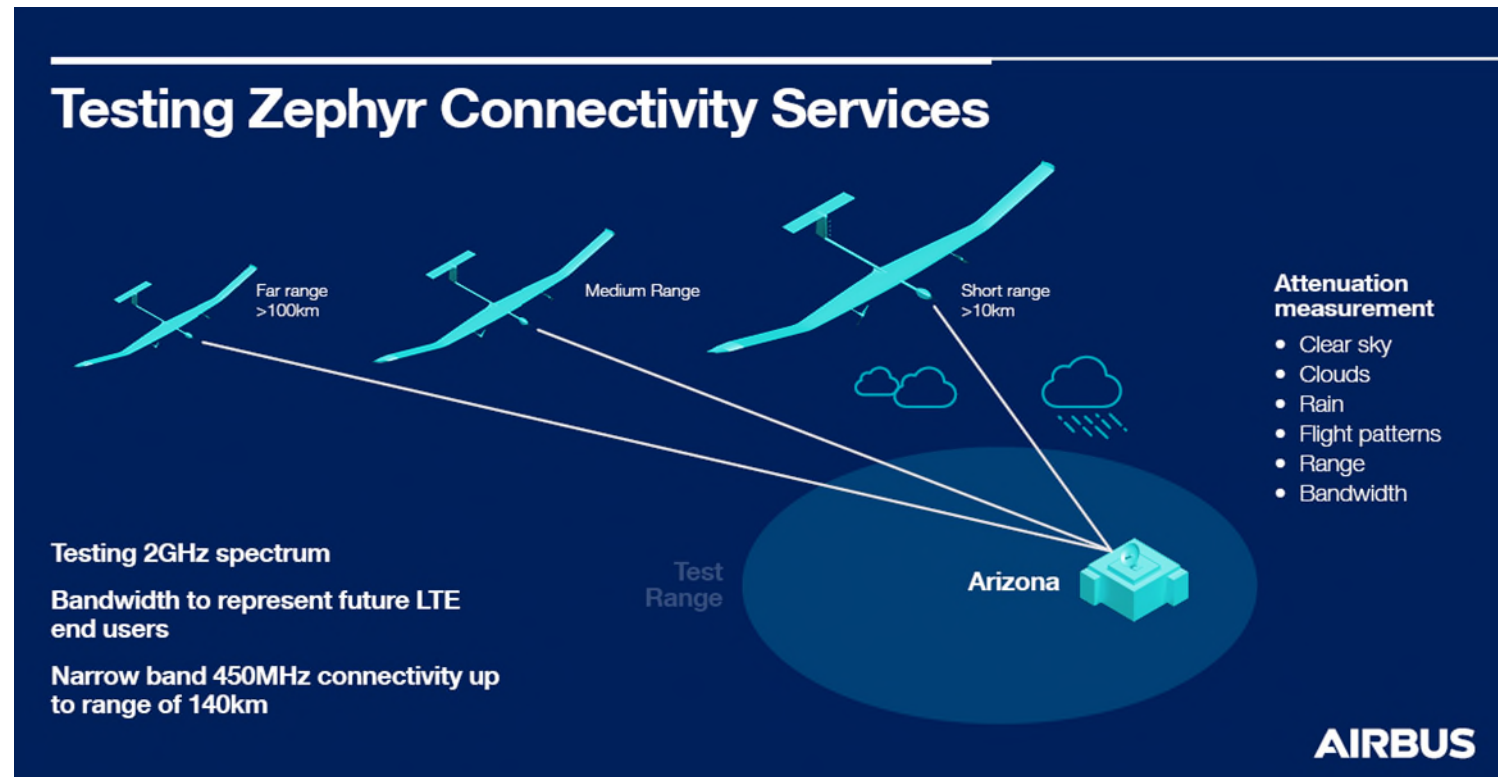 Testing Zephyr Connectivity Services
Far range
>100km
Medium Range
Short range
>10km
Attenuation
measurement
• Clear sky
• Clouds
• Rain
• Flight patterns
• Range
• Bandwidth
Test
Range
Arizona
Testing 2GHz spectrum
Bandwidth to represent future LTE
end users
Narrow band 450MHz connectivity up
to range of 140km
AIRBUS